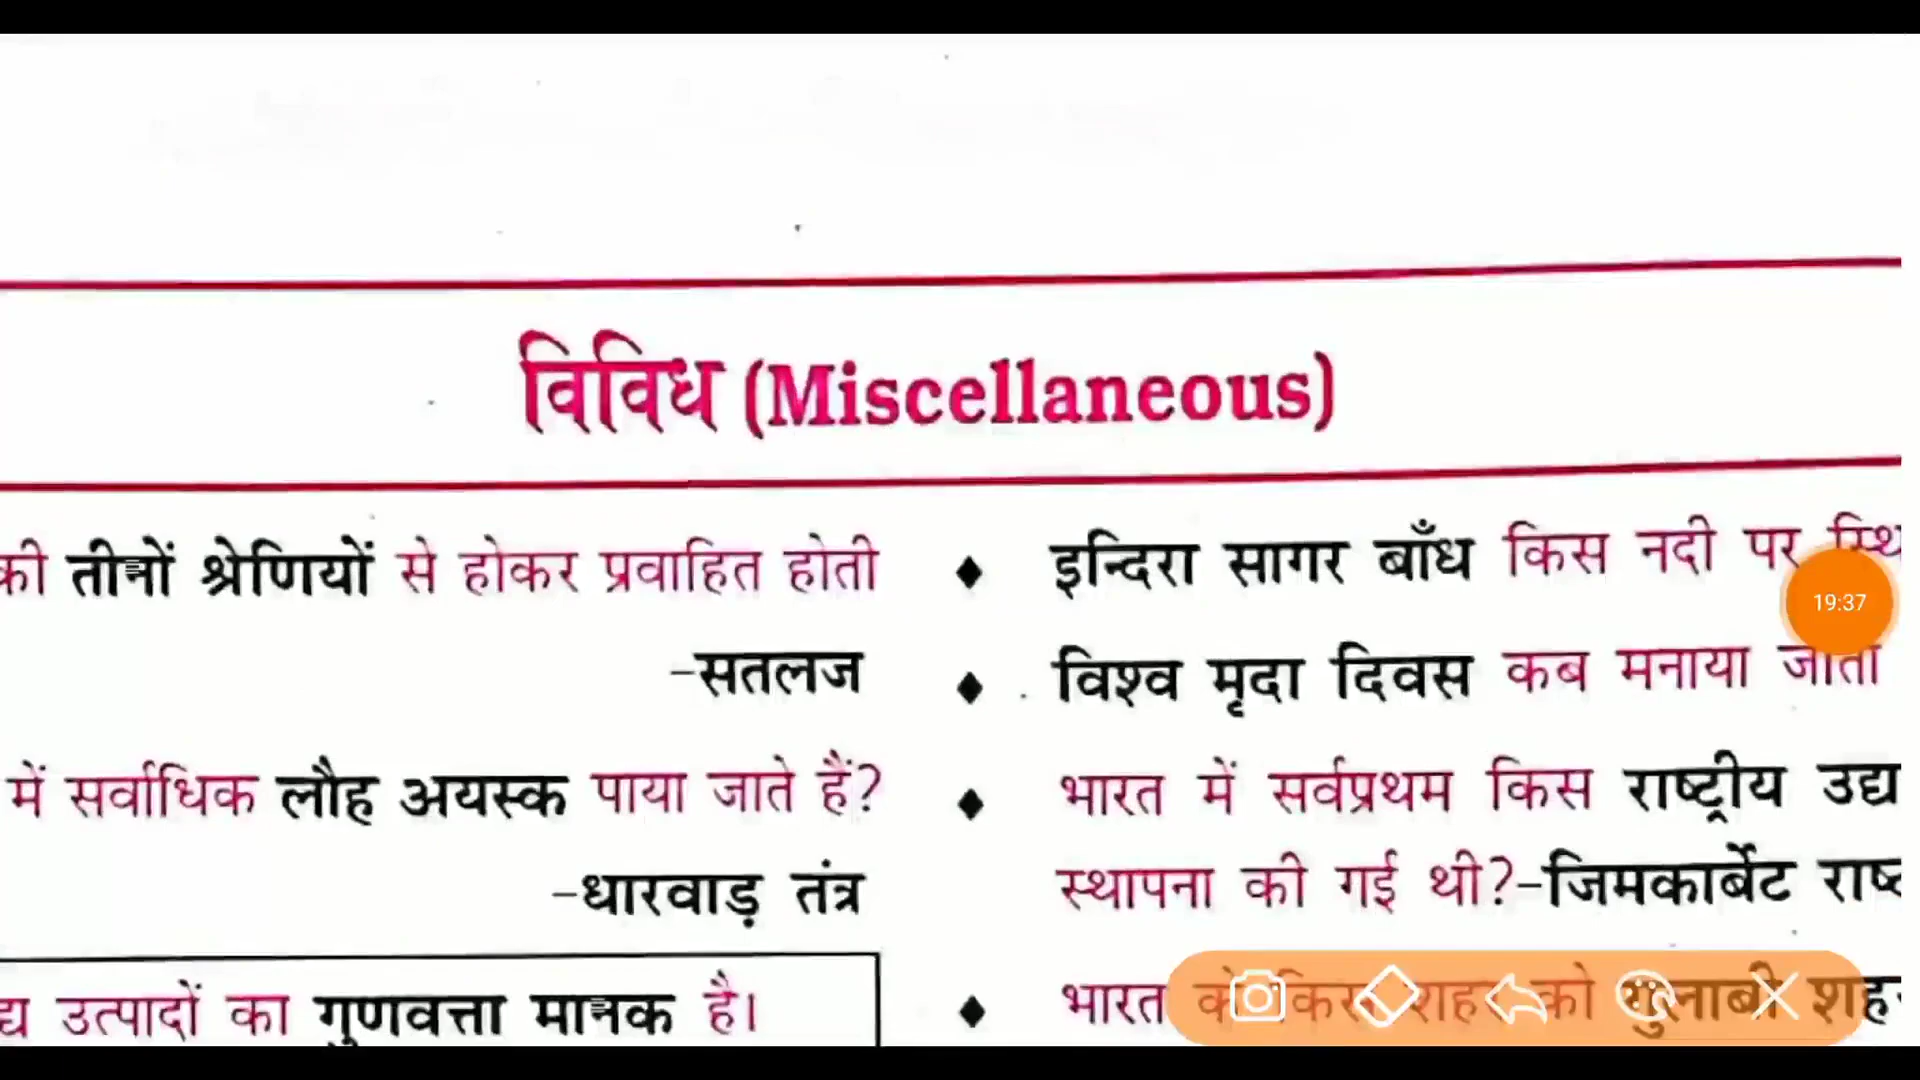 विविध (Miscellaneous)
की तीनों श्रेणियों से होकर प्रवाहित होती
-सतलज
में सर्वाधिक लौह अयस्क पाया जाते हैं?
-धारवाड़ तंत्र
उत्पादों का गुणवत्ता मानक है।
♦ इन्दिरा सागर बाँध किस नदी पर
19:37
♦ विश्व मृदा दिवस कब मनाया जाता
♦ भारत में सर्वप्रथम किस राष्ट्रीय
स्थापना की गई थी?-जिमकार्बेट
♦ भारत के किस शहर को गुलाबी